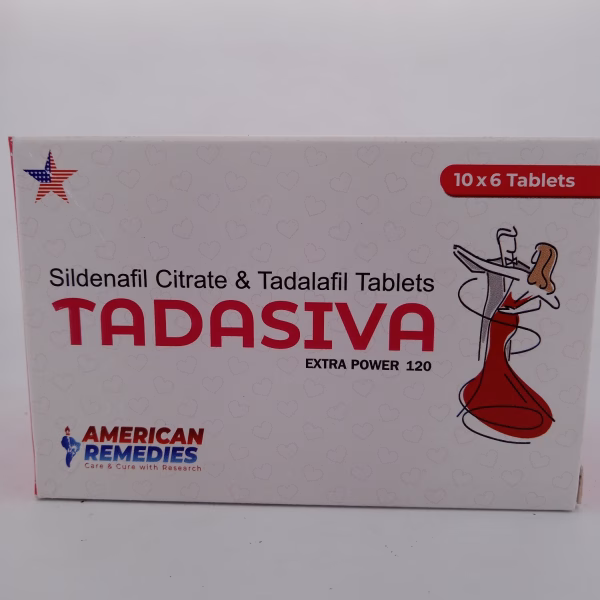 10 x 6 Tablets
Sildenafil Citrate & Tadalafil Tablets
TADASIVA
EXTRA POWER 120
AMERICAN
REMEDIES
Care & Cure with Research